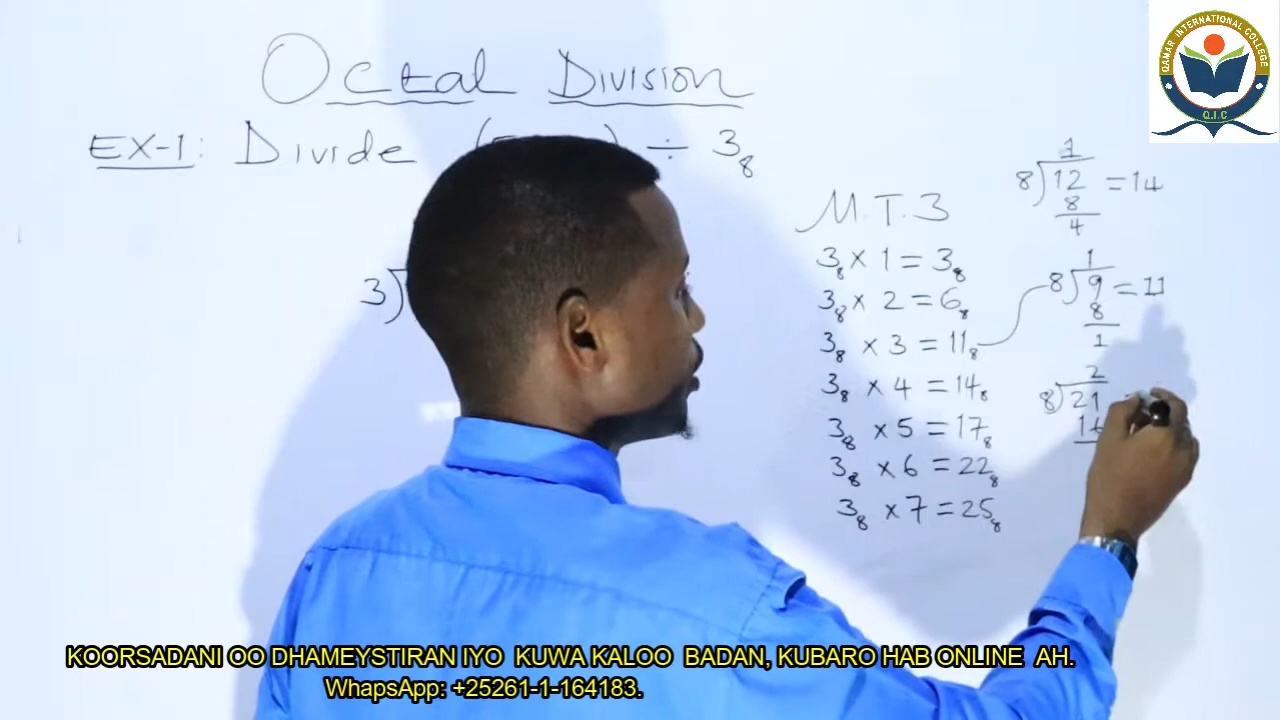 Octal Division
EX-1: Divide ( ) ÷ 3₈
3)
M.T.3
3₈ × 1 = 3₈
3₈ × 2 = 6₈
3₈ × 3 = 11₈
3₈ × 4 = 14₈
3₈ × 5 = 17₈
3₈ × 6 = 22₈
3₈ × 7 = 25₈
1
8)12 = 14
8
4
1
8)9 = 11
8
1
2
8)21
QAMAR INTERNATIONAL COLLEGE
Q.I.C
KOORSADANI OO DHAMEYSTIRAN IYO KUWA KALOO BADAN, KUBARO HAB ONLINE AH.
WhapsApp: +25261-1-164183.